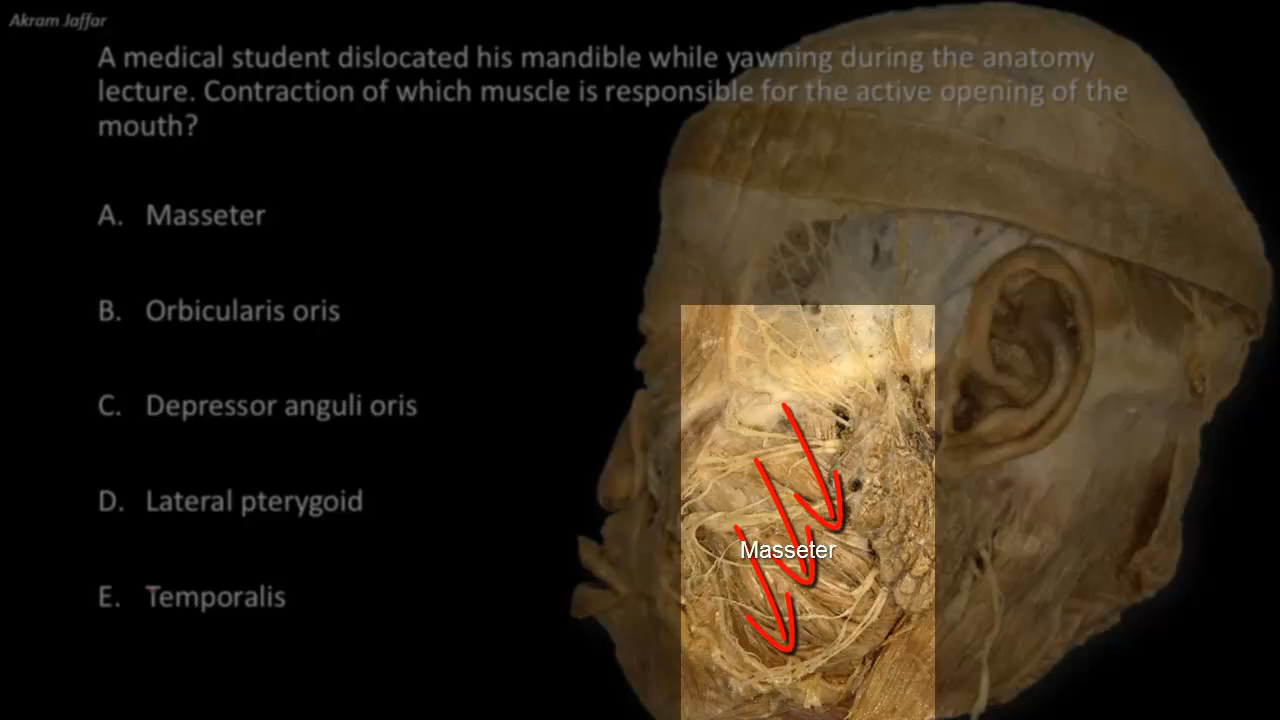 Akram Jaffar
A medical student dislocated his mandible while yawning during the anatomy
lecture. Contraction of which muscle is responsible for the active opening of the
mouth?
A. Masseter
B. Orbicularis oris
C. Depressor anguli oris
D. Lateral pterygoid
E. Temporalis
Masseter